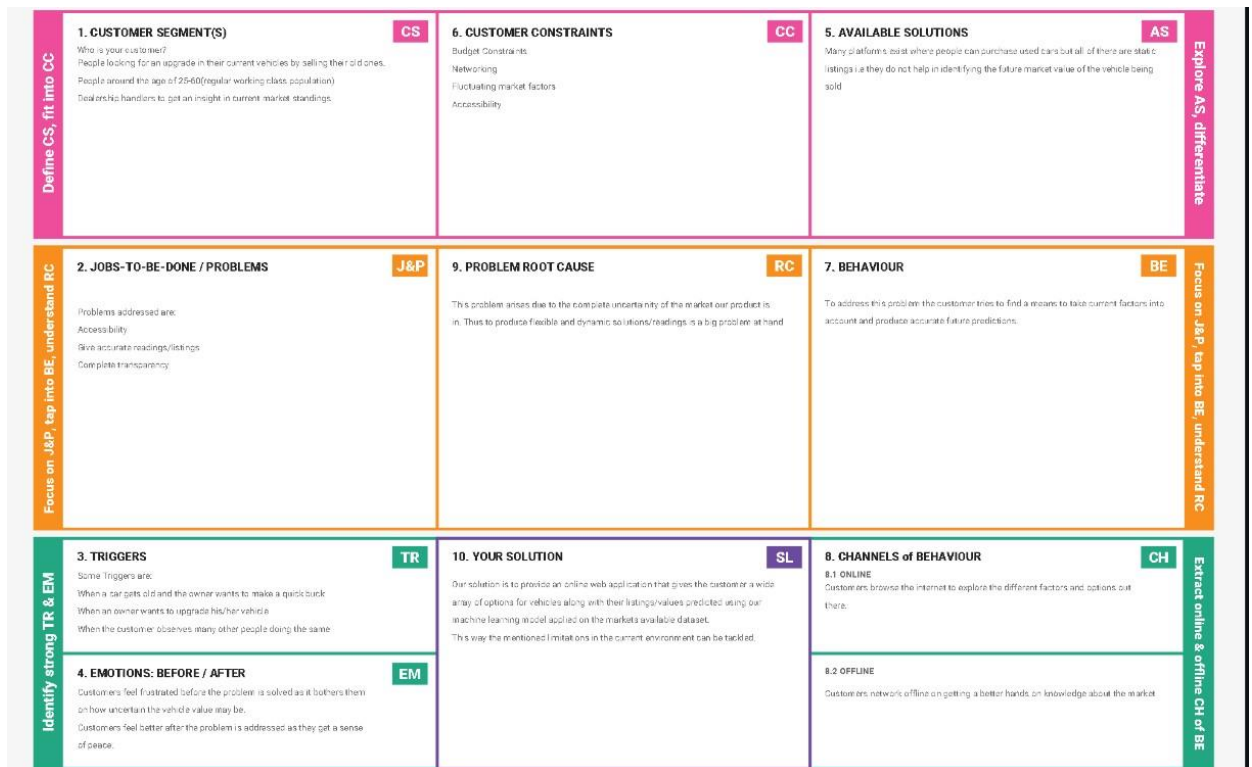 Define CS, fit into CC
1. CUSTOMER SEGMENT(S)
CS
Who is your customer?
People looking for an upgrade in their current vehicles by selling their old ones.
People around the age of 25-60(regular working class population)
Dealership handlers to get an insight in current market standings.
6. CUSTOMER CONSTRAINTS
CC
Budget Constraints
Networking
Fluctuating market factors
Accessibility
5. AVAILABLE SOLUTIONS
AS
Many platforms exist where people can purchase used cars but all of there are static
listings i.e they do not help in identifying the future market value of the vehicle being
sold
Explore AS, differentiate
Focus on J&P, tap into BE, understand RC
2. JOBS-TO-BE-DONE / PROBLEMS
J&P
Problems addressed are:
Accessibility
Give accurate readings/listings
Complete transparency
9. PROBLEM ROOT CAUSE
RC
This problem arises due to the complete uncertainity of the market our product is
in. Thus to produce flexible and dynamic solutions/readings is a big problem at hand
7. BEHAVIOUR
BE
To address this problem the customer tries to find a means to take current factors into
account and produce accurate future predictions.
Focus on J&P, tap into BE, understand RC
Identify strong TR & EM
3. TRIGGERS
TR
Some Triggers are:
When a car gets old and the owner wants to make a quick buck
When an owner wants to upgrade his/her vehicle
When the customer observes many other people doing the same
4. EMOTIONS: BEFORE / AFTER
EM
Customers feel frustrated before the problem is solved as it bothers them
on how uncertain the vehicle value may be.
Customers feel better after the problem is addressed as they get a sense
of peace.
10. YOUR SOLUTION
SL
Our solution is to provide an online web application that gives the customer a wide
array of options for vehicles along with their listings/values predicted using our
machine learning model applied on the markets available dataset.
This way the mentioned limitations in the current environment can be tackled.
8. CHANNELS of BEHAVIOUR
CH
8.1 ONLINE
Customers browse the internet to explore the different factors and options out
there.
8.2 OFFLINE
Customers network offline on getting a better hands on knowledge about the market
Extract online & offline CH of BE